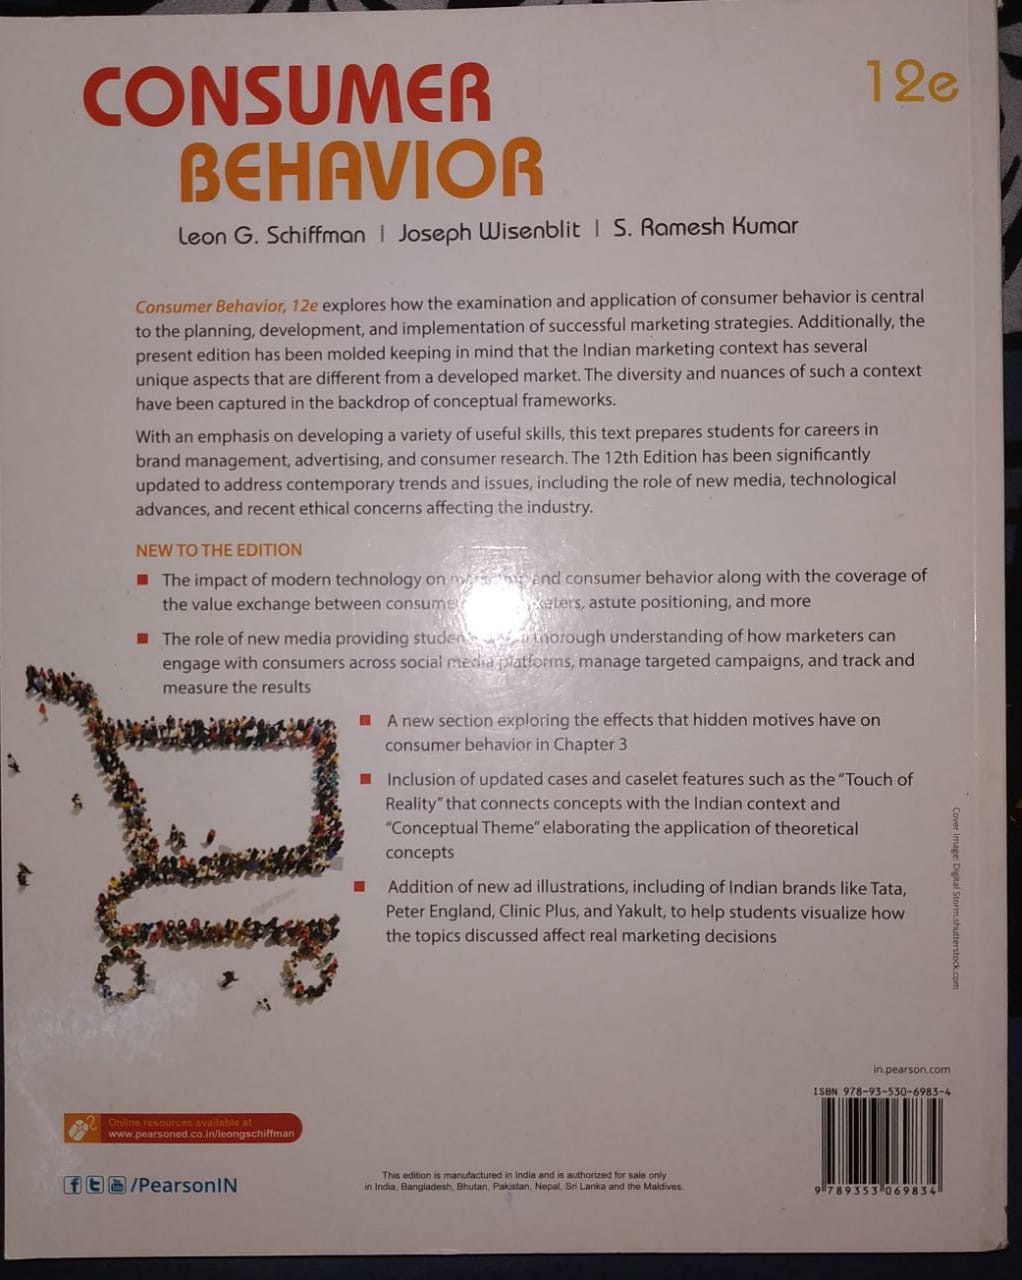 CONSUMER
BEHAVIOR
12e
Leon G. Schiffman | Joseph Wisenblit | S. Ramesh Kumar
Consumer Behavior, 12e explores how the examination and application of consumer behavior is central
to the planning, development, and implementation of successful marketing strategies. Additionally, the
present edition has been molded keeping in mind that the Indian marketing context has several
unique aspects that are different from a developed market. The diversity and nuances of such a context
have been captured in the backdrop of conceptual frameworks.
With an emphasis on developing a variety of useful skills, this text prepares students for careers in
brand management, advertising, and consumer research. The 12th Edition has been significantly
updated to address contemporary trends and issues, including the role of new media, technological
advances, and recent ethical concerns affecting the industry.
NEW TO THE EDITION
■ The impact of modern technology on and consumer behavior along with the coverage of
the value exchange between astute positioning, and more
■ The role of new media providing thorough understanding of how marketers can
engage with consumers across social media platforms, manage targeted campaigns, and track and
measure the results
■ A new section exploring the effects that hidden motives have on
consumer behavior in Chapter 3
■ Inclusion of updated cases and caselet features such as the "Touch of
Reality" that connects concepts with the Indian context and
"Conceptual Theme" elaborating the application of theoretical
concepts
■ Addition of new ad illustrations, including of Indian brands like Tata,
Peter England, Clinic Plus, and Yakult, to help students visualize how
the topics discussed affect real marketing decisions
Cover Image: Digital Storm.shutterstock.com
in.pearson.com
ISBN 978-93-530-6983-4
9 789353 069834
Online resources available at
www.pearsoned.co.in/leongschiffman
/PearsonIN
This edition is manufactured in India and is authorized for sale only
in India, Bangladesh, Bhutan, Pakistan, Nepal, Sri Lanka and the Maldives.